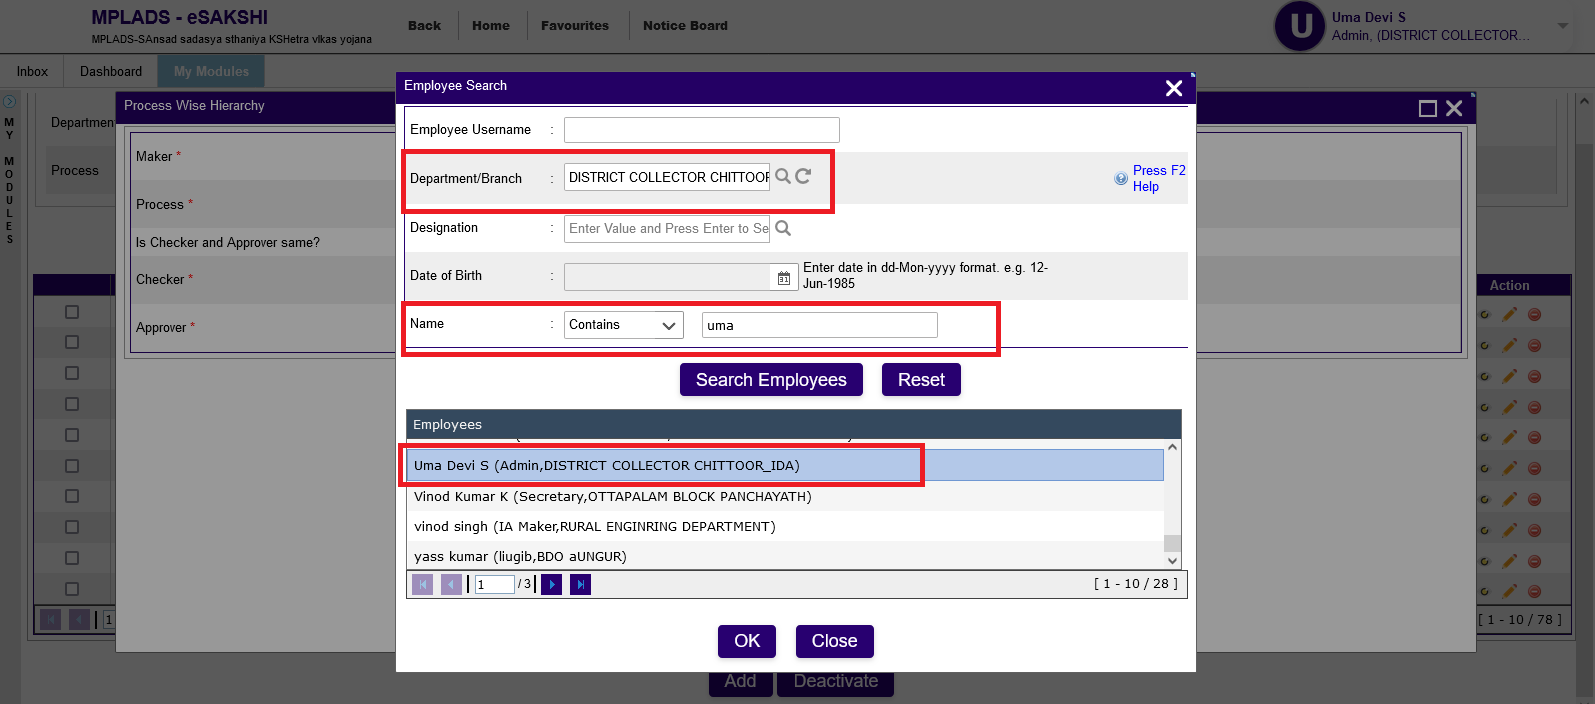 MPLADS - eSAKSHI
MPLADS-SAnsad sadasya sthaniya KSHetra vIkas yojana
Back
Home
Favourites
Notice Board
U
Uma Devi S
Admin, (DISTRICT COLLECTOR...
Inbox
Dashboard
My Modules
MY MODULES
Departmen
Process
Process Wise Hierarchy
Maker *
Process *
Is Checker and Approver same?
Checker *
Approver *
Employee Search
Employee Username :
Department/Branch : DISTRICT COLLECTOR CHITTOOR
Press F2
Help
Designation : Enter Value and Press Enter to Se
Date of Birth : 31 Enter date in dd-Mon-yyyy format. e.g. 12-
Jun-1985
Name : Contains uma
Search Employees
Reset
Employees
Uma Devi S (Admin,DISTRICT COLLECTOR CHITTOOR_IDA)
Vinod Kumar K (Secretary,OTTAPALAM BLOCK PANCHAYATH)
vinod singh (IA Maker,RURAL ENGINRING DEPARTMENT)
yass kumar (liugib,BDO aUNGUR)
1 / 3
[ 1 - 10 / 28 ]
OK
Close
Action
1
[ 1 - 10 / 78 ]
Add
Deactivate